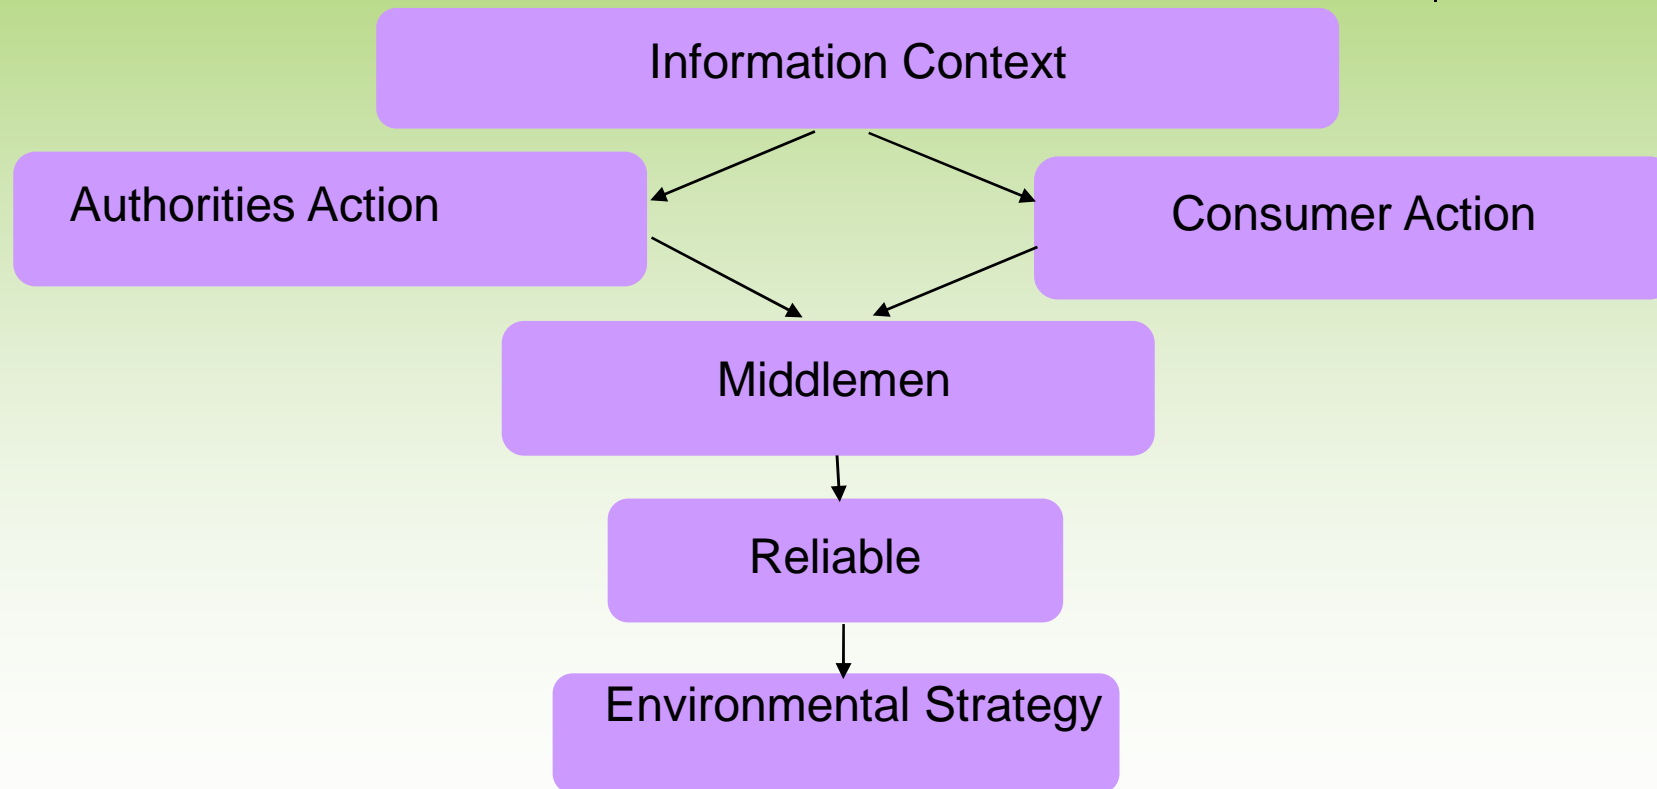 Information Context
Authorities Action
Consumer Action
Middlemen
Reliable
Environmental Strategy